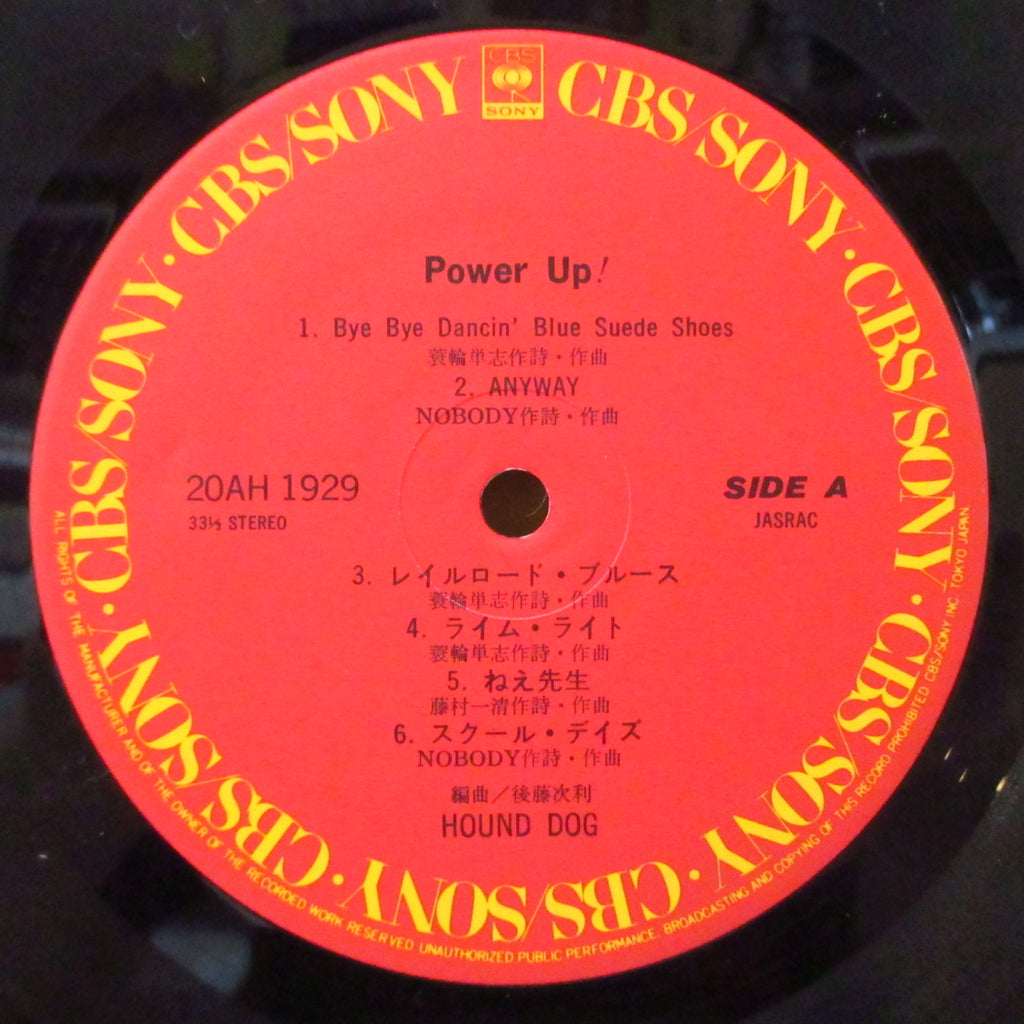 CBS
SONY
CBS/SONY · CBS/SONY · CBS/SONY · CBS/SONY · CBS/SONY · CBS/SONY · CBS/SONY · CBS/SONY
Power Up!
1. Bye Bye Dancin' Blue Suede Shoes
蓑輪単志作詩・作曲
2. ANYWAY
NOBODY作詩・作曲
20AH 1929
33⅓ STEREO
SIDE A
JASRAC
3. レイルロード・ブルース
蓑輪単志作詩・作曲
4. ライム・ライト
蓑輪単志作詩・作曲
5. ねえ先生
藤村一清作詩・作曲
6. スクール・デイズ
NOBODY作詩・作曲
編曲／後藤次利
HOUND DOG
ALL RIGHTS OF THE MANUFACTURER AND OF THE OWNER OF THE RECORDED WORK RESERVED UNAUTHORIZED PUBLIC PERFORMANCE, BROADCASTING AND COPYING OF THIS RECORD PROHIBITED CBS/SONY INC. TOKYO JAPAN